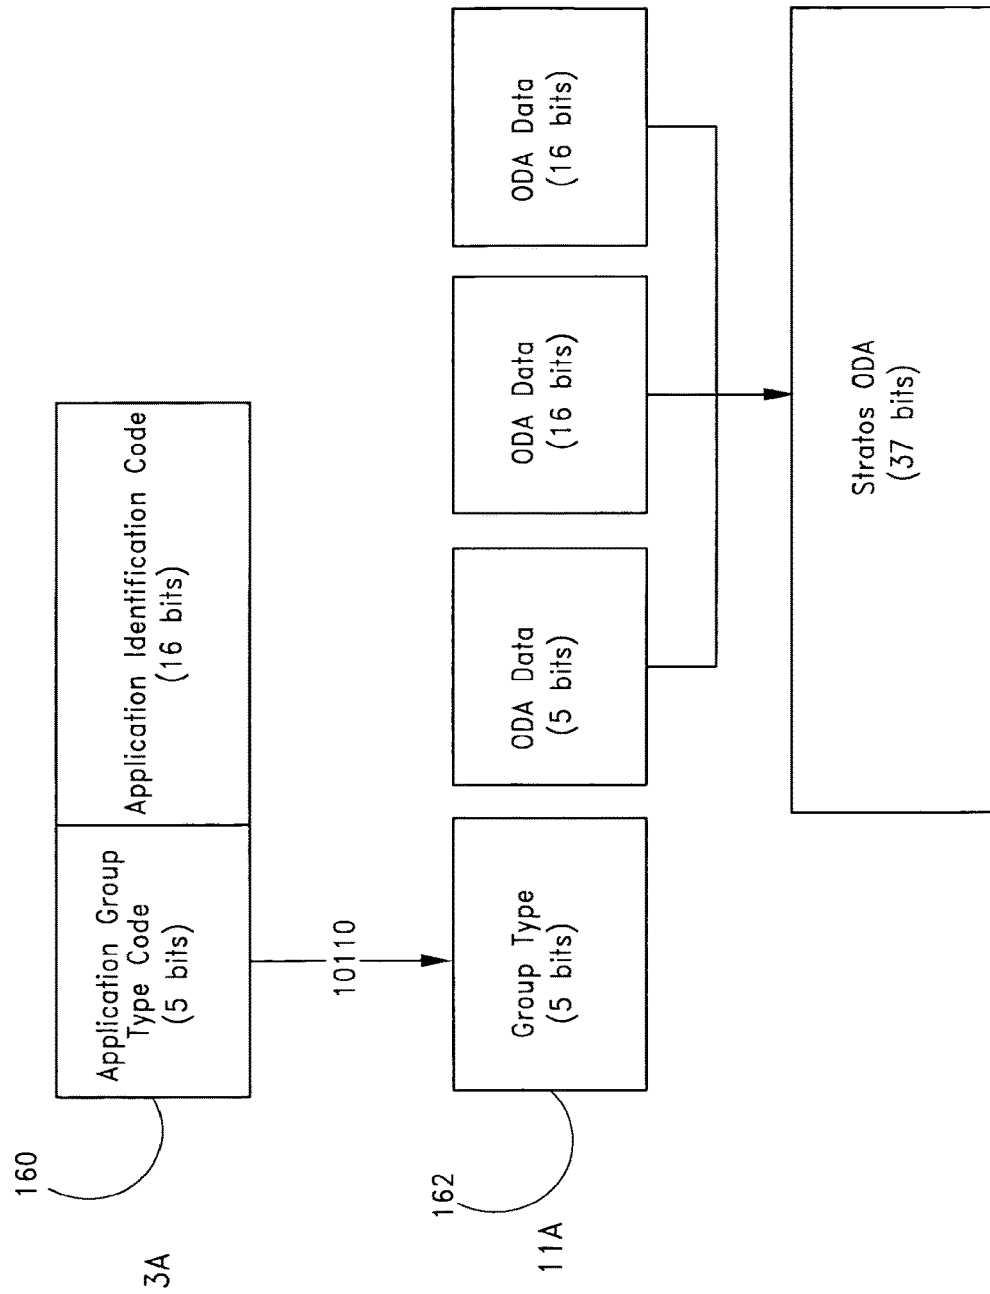 3A
160
Application Group
Type Code
(5 bits)
Application Identification Code
(16 bits)
10110
11A
162
Group Type
(5 bits)
ODA Data
(5 bits)
ODA Data
(16 bits)
ODA Data
(16 bits)
Stratos ODA
(37 bits)